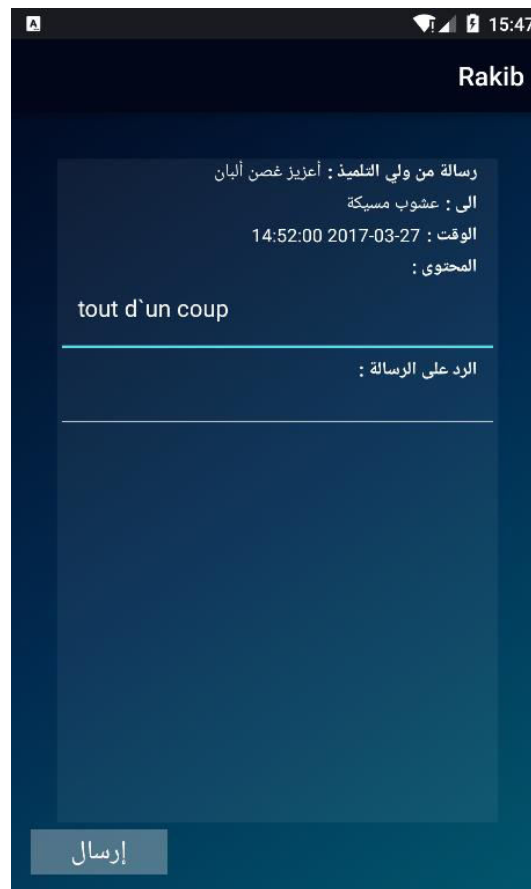 15:47
Rakib
رسالة من ولي التلميذ : أعزيز غصن ألبان
الى : عشوب مسيكة
الوقت : 2017-03-27 14:52:00
المحتوى :
tout d`un coup
الرد على الرسالة :
إرسال